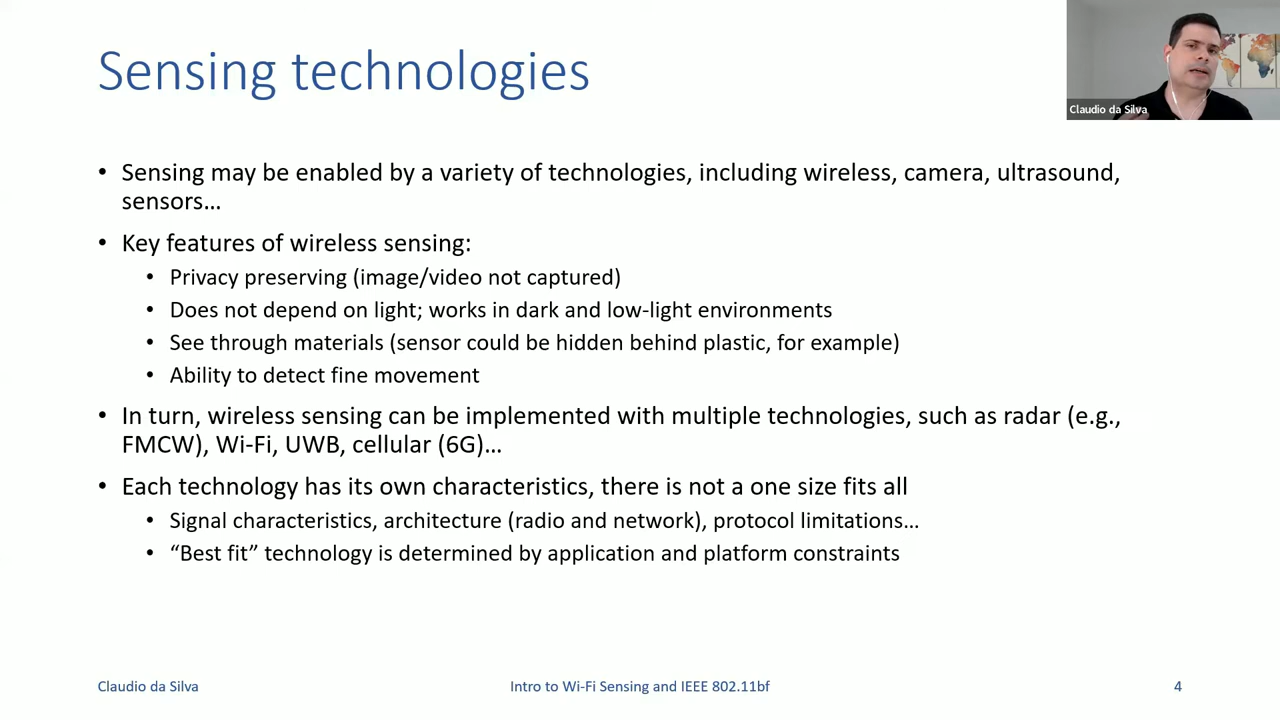 Sensing technologies
Claudio da Silva
• Sensing may be enabled by a variety of technologies, including wireless, camera, ultrasound,
sensors…
• Key features of wireless sensing:
• Privacy preserving (image/video not captured)
• Does not depend on light; works in dark and low-light environments
• See through materials (sensor could be hidden behind plastic, for example)
• Ability to detect fine movement
• In turn, wireless sensing can be implemented with multiple technologies, such as radar (e.g.,
FMCW), Wi-Fi, UWB, cellular (6G)…
• Each technology has its own characteristics, there is not a one size fits all
• Signal characteristics, architecture (radio and network), protocol limitations…
• “Best fit” technology is determined by application and platform constraints
Claudio da Silva
Intro to Wi-Fi Sensing and IEEE 802.11bf
4